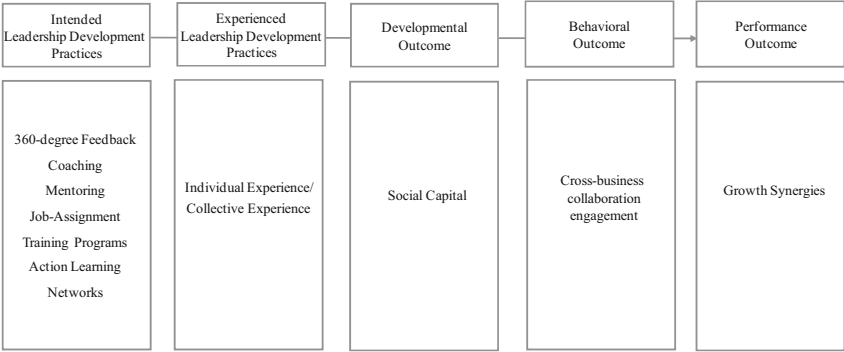 Intended
Leadership Development
Practices
Experienced
Leadership Development
Practices
Developmental
Outcome
Behavioral
Outcome
Performance
Outcome
360-degree Feedback
Coaching
Mentoring
Job-Assignment
Training Programs
Action Learning
Networks
Individual Experience/
Collective Experience
Social Capital
Cross-business
collaboration
engagement
Growth Synergies